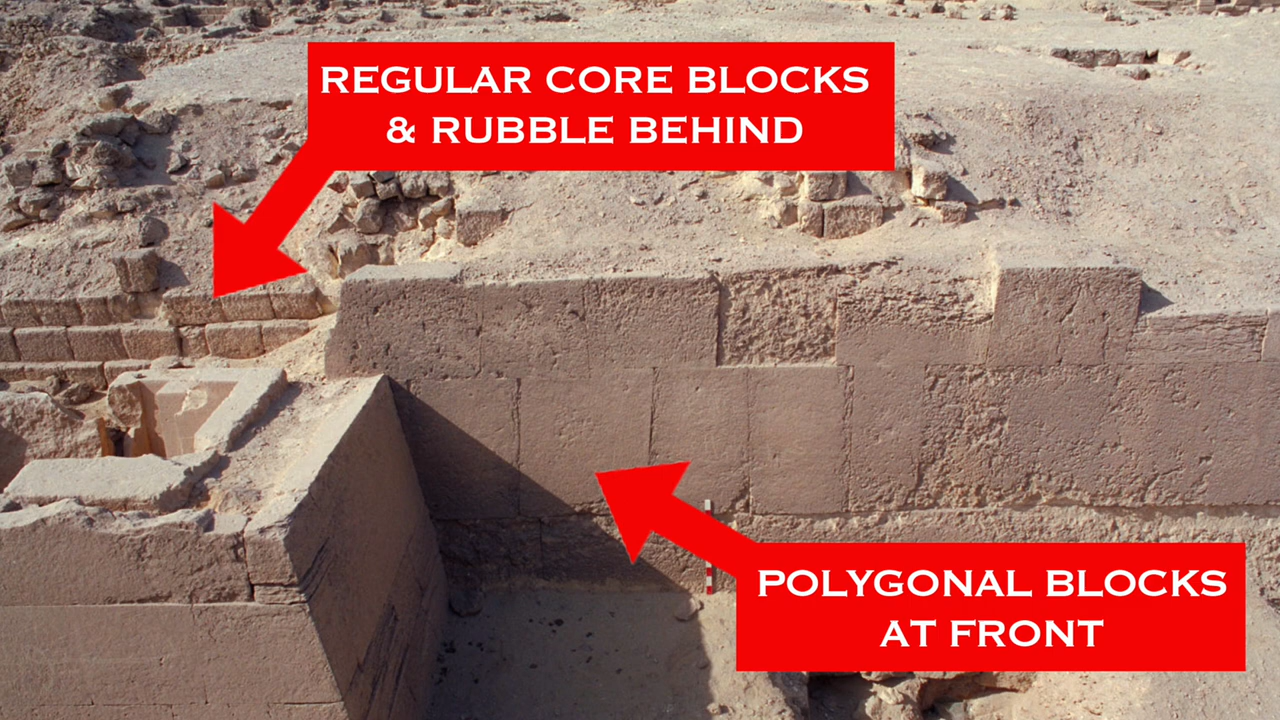 REGULAR CORE BLOCKS
& RUBBLE BEHIND
POLYGONAL BLOCKS
AT FRONT